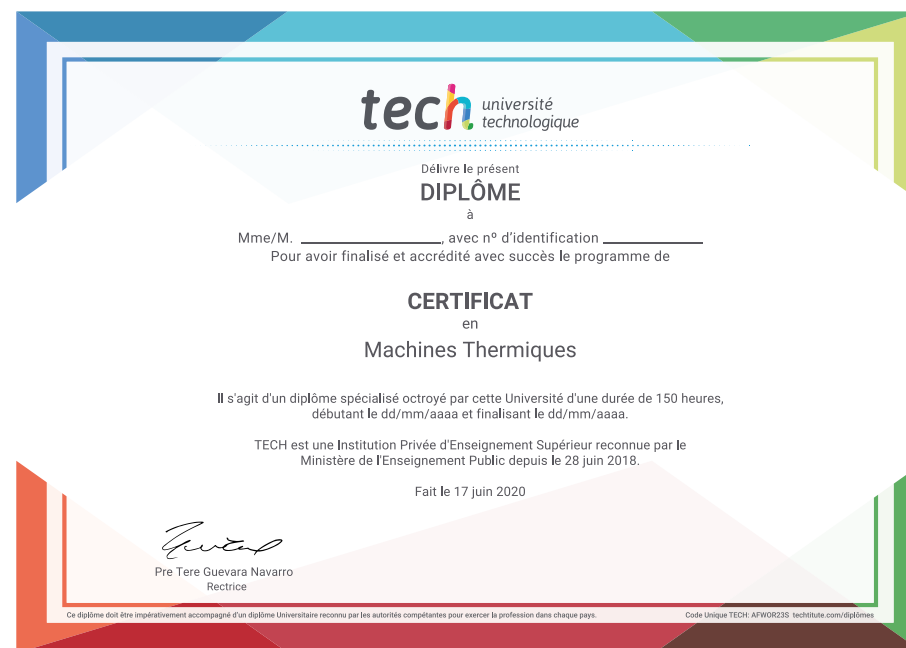 tech université
technologique
Délivre le présent
DIPLÔME
à
Mme/M. ____________, avec nº d'identification ____________
Pour avoir finalisé et accrédité avec succès le programme de
CERTIFICAT
en
Machines Thermiques
Il s'agit d'un diplôme spécialisé octroyé par cette Université d'une durée de 150 heures,
débutant le dd/mm/aaaa et finalisant le dd/mm/aaaa.
TECH est une Institution Privée d'Enseignement Supérieur reconnue par le
Ministère de l'Enseignement Public depuis le 28 juin 2018.
Fait le 17 juin 2020
Pre Tere Guevara Navarro
Rectrice
Ce diplôme doit être impérativement accompagné d'un diplôme Universitaire reconnu par les autorités compétantes pour exercer la profession dans chaque pays.
Code Unique TECH: AFWOR23S techtitute.com/diplômes